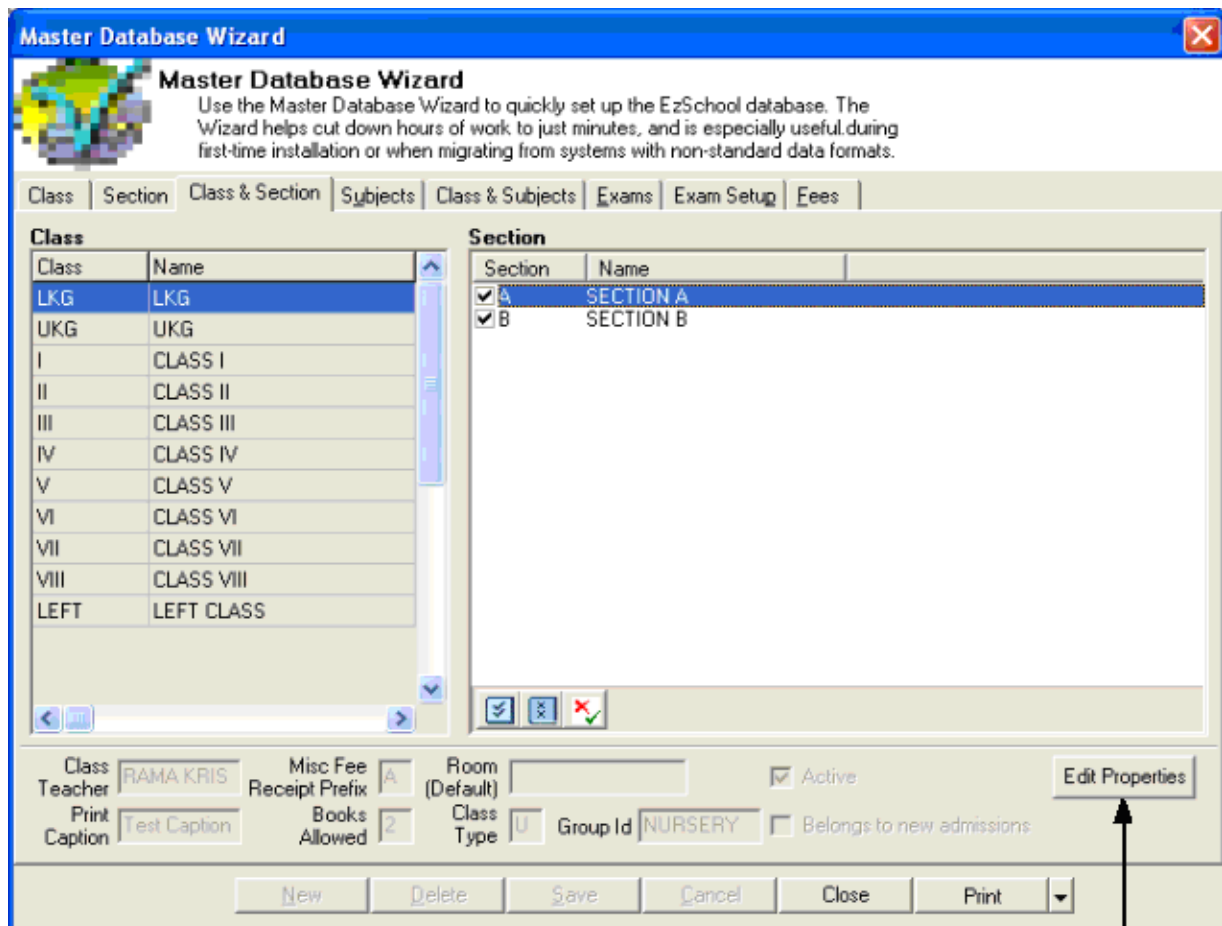 Master Database Wizard
Master Database Wizard
Use the Master Database Wizard to quickly set up the EzSchool database. The
Wizard helps cut down hours of work to just minutes, and is especially useful.during
first-time installation or when migrating from systems with non-standard data formats.
Class Section Class & Section Subjects Class & Subjects Exams Exam Setup Fees
Class
Class Name
LKG LKG
UKG UKG
I CLASS I
II CLASS II
III CLASS III
IV CLASS IV
V CLASS V
VI CLASS VI
VII CLASS VII
VIII CLASS VIII
LEFT LEFT CLASS
Section
Section Name
A SECTION A
B SECTION B
Class Teacher RAMA KRIS Misc Fee Receipt Prefix A Room (Default) Active Edit Properties
Print Caption Test Caption Books Allowed 2 Class Type U Group Id NURSERY Belongs to new admissions
New Delete Save Cancel Close Print